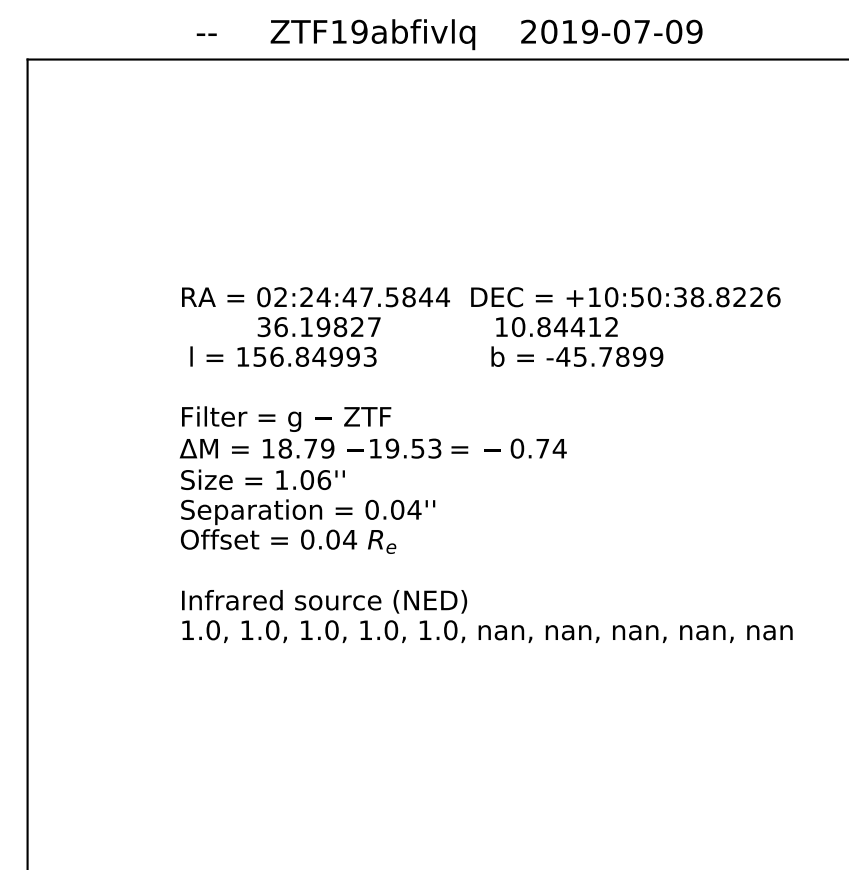 -- ZTF19abfivlq 2019-07-09
RA = 02:24:47.5844 DEC = +10:50:38.8226
36.19827 10.84412
l = 156.84993 b = -45.7899
Filter = g − ZTF
ΔM = 18.79 −19.53 = − 0.74
Size = 1.06''
Separation = 0.04''
Offset = 0.04 Re
Infrared source (NED)
1.0, 1.0, 1.0, 1.0, 1.0, nan, nan, nan, nan, nan